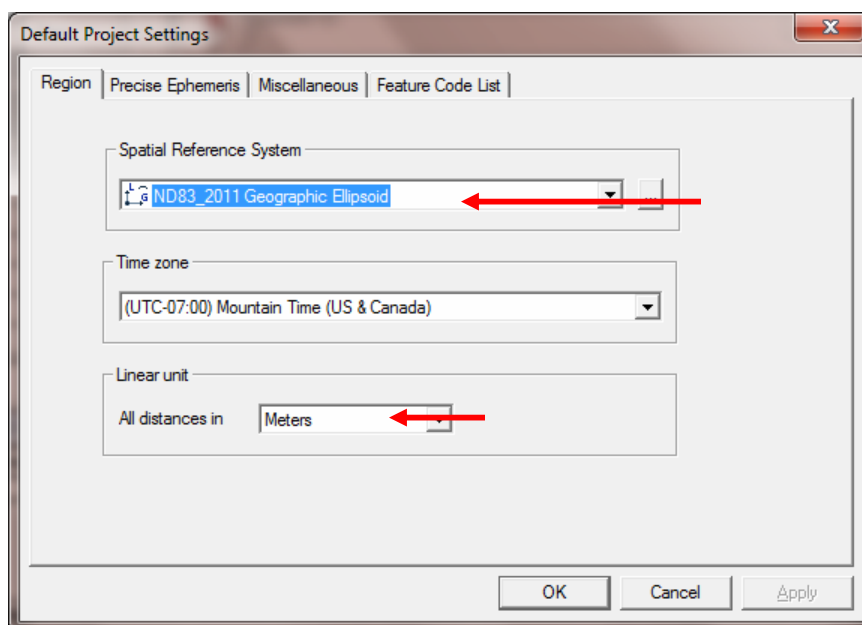 Default Project Settings
X
Region Precise Ephemeris Miscellaneous Feature Code List
Spatial Reference System
ND83_2011 Geographic Ellipsoid
...
Time zone
(UTC-07:00) Mountain Time (US & Canada)
Linear unit
All distances in Meters
OK Cancel Apply